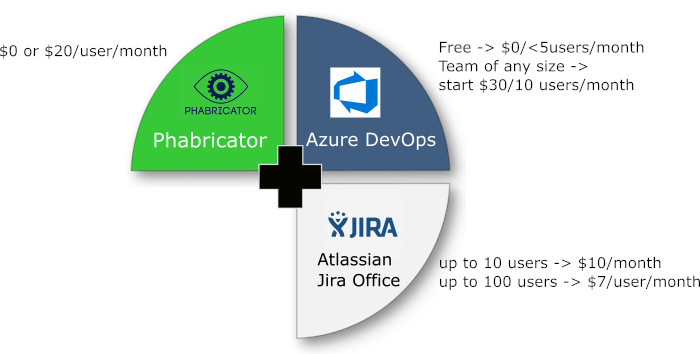 $0 or $20/user/month
PHABRICATOR
Phabricator
Azure DevOps
Free -> $0/<5users/month
Team of any size ->
start $30/10 users/month
JIRA
Atlassian
Jira Office
up to 10 users -> $10/month
up to 100 users -> $7/user/month